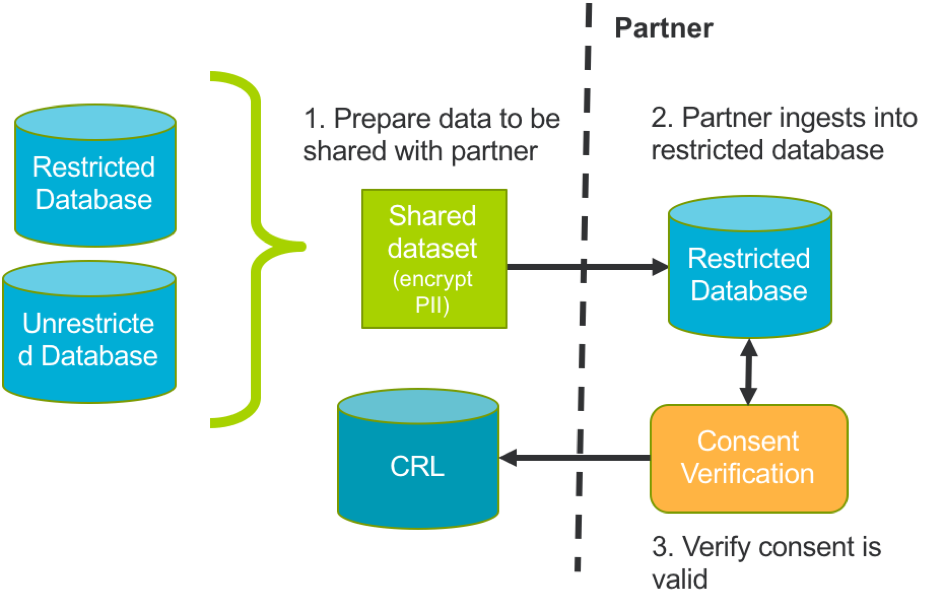 Partner
1. Prepare data to be
shared with partner
2. Partner ingests into
restricted database
Restricted
Database
Unrestricte
d Database
Shared
dataset
(encrypt
PII)
Restricted
Database
CRL
Consent
Verification
3. Verify consent is
valid